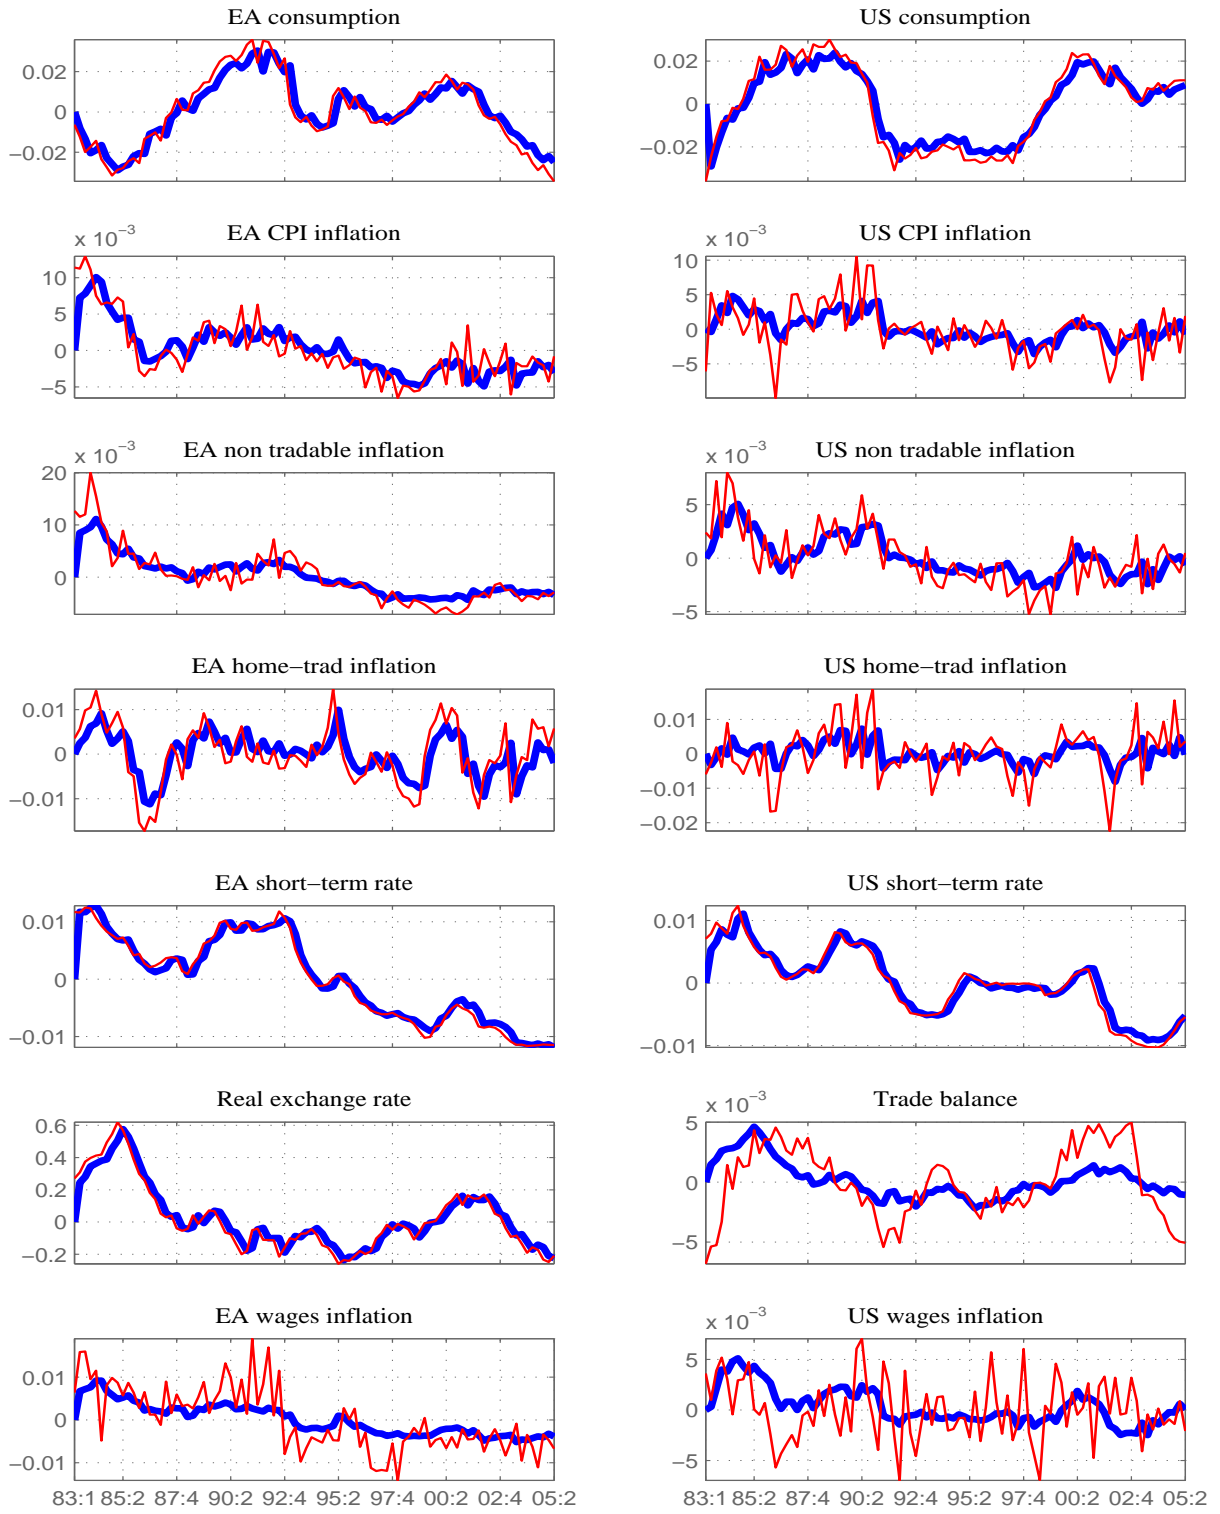 EA consumption
0.02
0
−0.02
US consumption
0.02
0
−0.02
EA CPI inflation
x 10−3
10
5
0
−5
US CPI inflation
x 10−3
10
5
0
−5
EA non tradable inflation
x 10−3
20
10
0
US non tradable inflation
x 10−3
5
0
−5
EA home−trad inflation
0.01
0
−0.01
US home−trad inflation
0.01
0
−0.01
−0.02
EA short−term rate
0.01
0
−0.01
US short−term rate
0.01
0
−0.01
Real exchange rate
0.6
0.4
0.2
0
−0.2
Trade balance
x 10−3
5
0
−5
EA wages inflation
0.01
0
−0.01
83:1 85:2 87:4 90:2 92:4 95:2 97:4 00:2 02:4 05:2
US wages inflation
x 10−3
5
0
−5
83:1 85:2 87:4 90:2 92:4 95:2 97:4 00:2 02:4 05:2